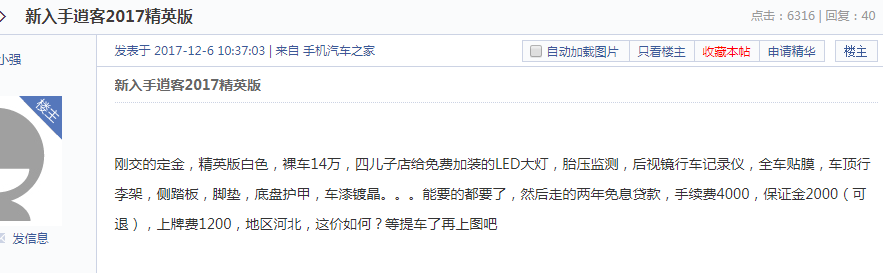 新入手逍客2017精英版
点击：6316 | 回复：40
小强
发表于 2017-12-6 10:37:03 | 来自 手机汽车之家
自动加载图片 只看楼主 收藏本帖 申请精华 楼主
新入手逍客2017精英版
楼主
刚交的定金，精英版白色，裸车14万，四儿子店给免费加装的LED大灯，胎压监测，后视镜行车记录仪，全车贴膜，车顶行
李架，侧踏板，脚垫，底盘护甲，车漆镀晶。。。能要的都要了，然后走的两年免息贷款，手续费4000，保证金2000（可
退），上牌费1200，地区河北，这价如何？等提车了再上图吧
发信息